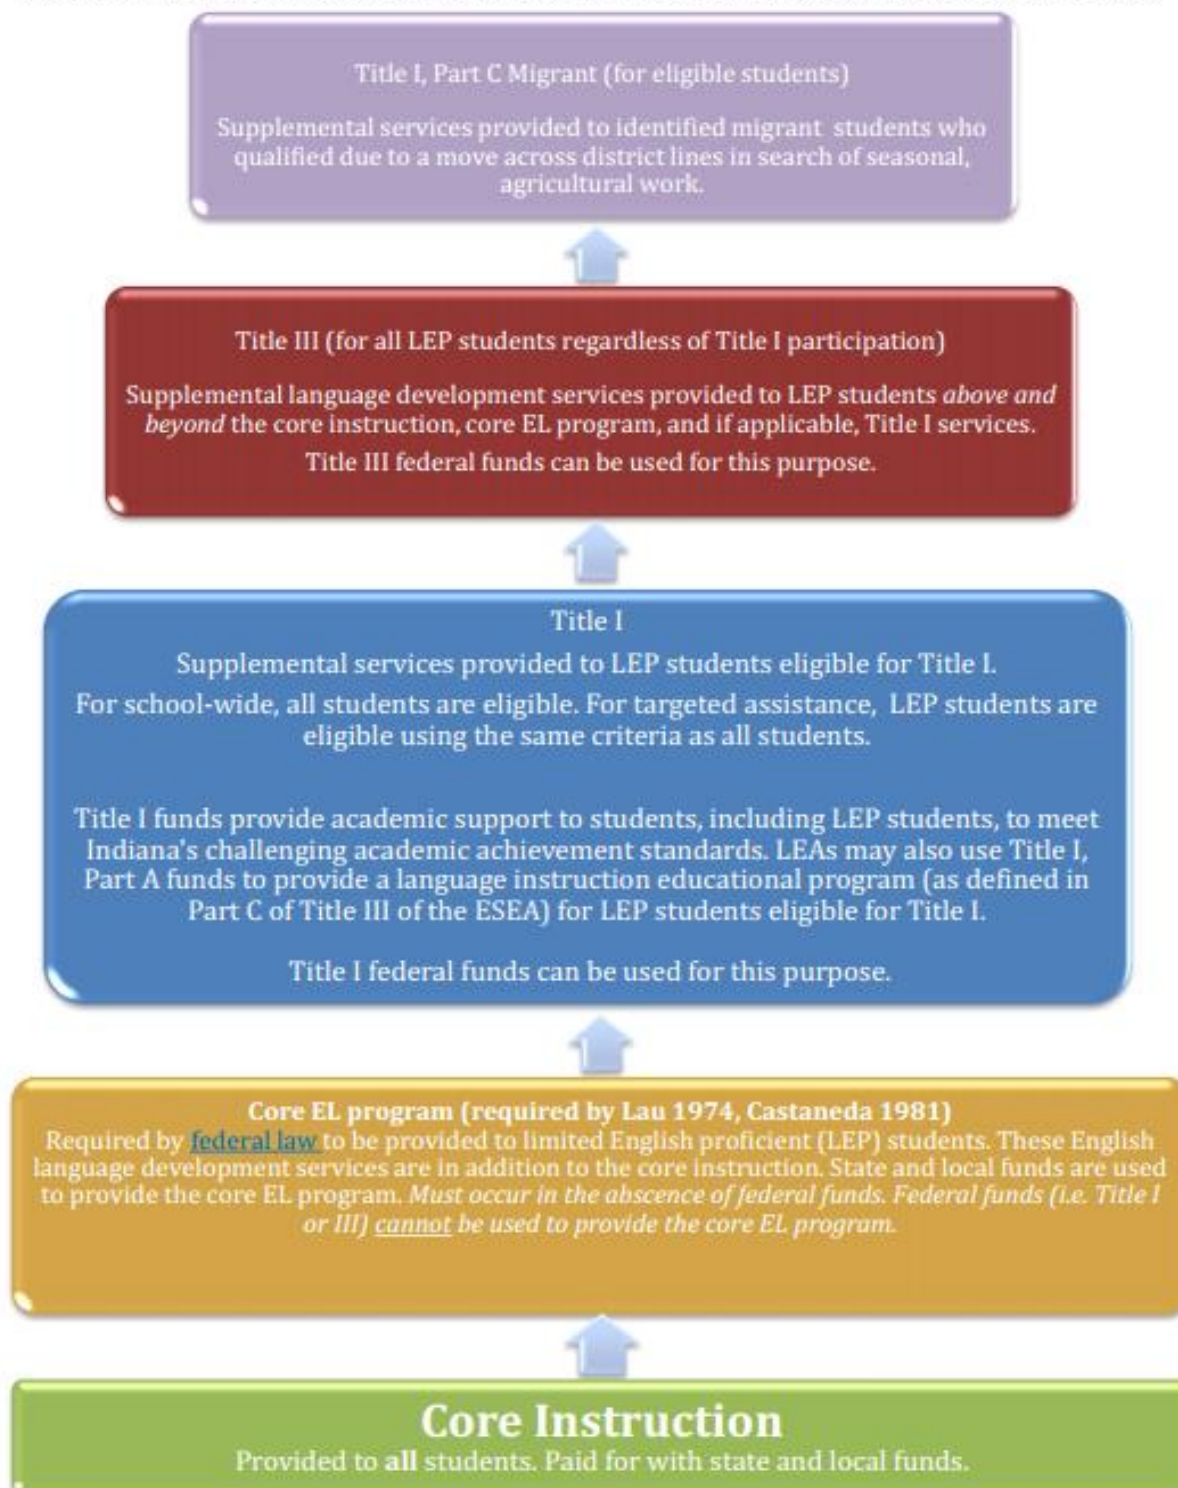 Title I, Part C Migrant (for eligible students)
Supplemental services provided to identified migrant students who
qualified due to a move across district lines in search of seasonal,
agricultural work.
Title III (for all LEP students regardless of Title I participation)
Supplemental language development services provided to LEP students above and
beyond the core instruction, core EL program, and if applicable, Title I services.
Title III federal funds can be used for this purpose.
Title I
Supplemental services provided to LEP students eligible for Title I.
For school-wide, all students are eligible. For targeted assistance, LEP students are
eligible using the same criteria as all students.
Title I funds provide academic support to students, including LEP students, to meet
Indiana's challenging academic achievement standards. LEAs may also use Title I,
Part A funds to provide a language instruction educational program (as defined in
Part C of Title III of the ESEA) for LEP students eligible for Title I.
Title I federal funds can be used for this purpose.
Core EL program (required by Lau 1974, Castaneda 1981)
Required by federal law to be provided to limited English proficient (LEP) students. These English
language development services are in addition to the core instruction. State and local funds are used
to provide the core EL program. Must occur in the abscence of federal funds. Federal funds (i.e. Title I
or III) cannot be used to provide the core EL program.
Core Instruction
Provided to all students. Paid for with state and local funds.